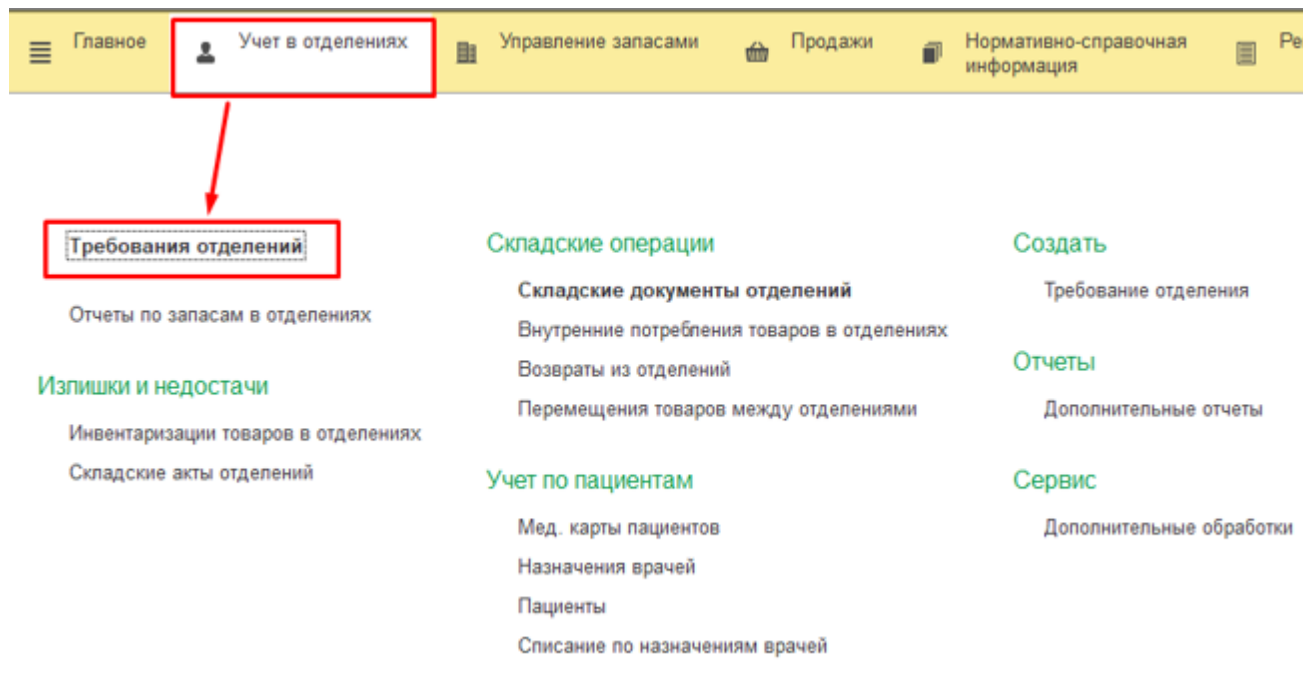 Главное
Учет в отделениях
Управление запасами
Продажи
Нормативно-справочная
информация
Ре
Требования отделений
Отчеты по запасам в отделениях
Излишки и недостачи
Инвентаризации товаров в отделениях
Складские акты отделений
Складские операции
Складские документы отделений
Внутренние потребления товаров в отделениях
Возвраты из отделений
Перемещения товаров между отделениями
Учет по пациентам
Мед. карты пациентов
Назначения врачей
Пациенты
Списание по назначениям врачей
Создать
Требование отделения
Отчеты
Дополнительные отчеты
Сервис
Дополнительные обработки